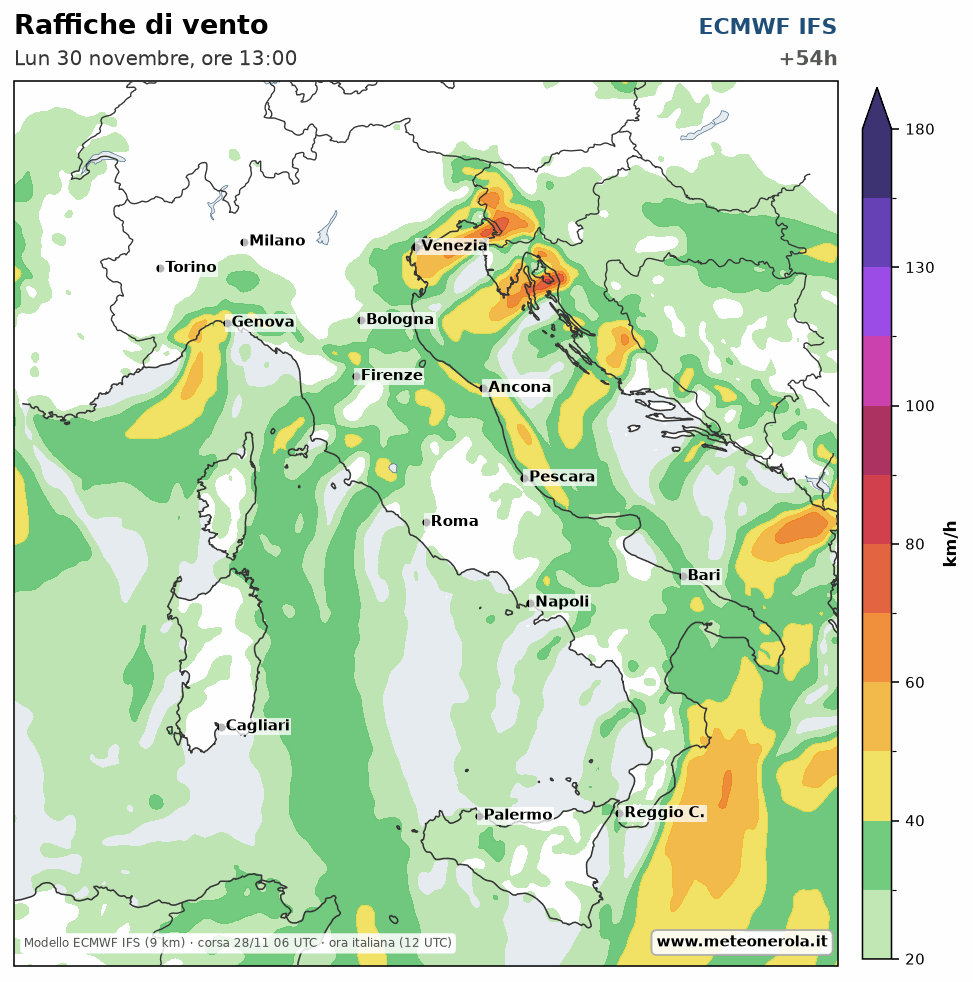 Raffiche di vento
ECMWF IFS
Lun 30 novembre, ore 13:00
+54h
Milano
Torino
Venezia
Genova
Bologna
Firenze
Ancona
Pescara
Roma
Bari
Napoli
Cagliari
Palermo
Reggio C.
180
130
100
80
60
40
20
km/h
Modello ECMWF IFS (9 km) · corsa 28/11 06 UTC · ora italiana (12 UTC)
www.meteonerola.it